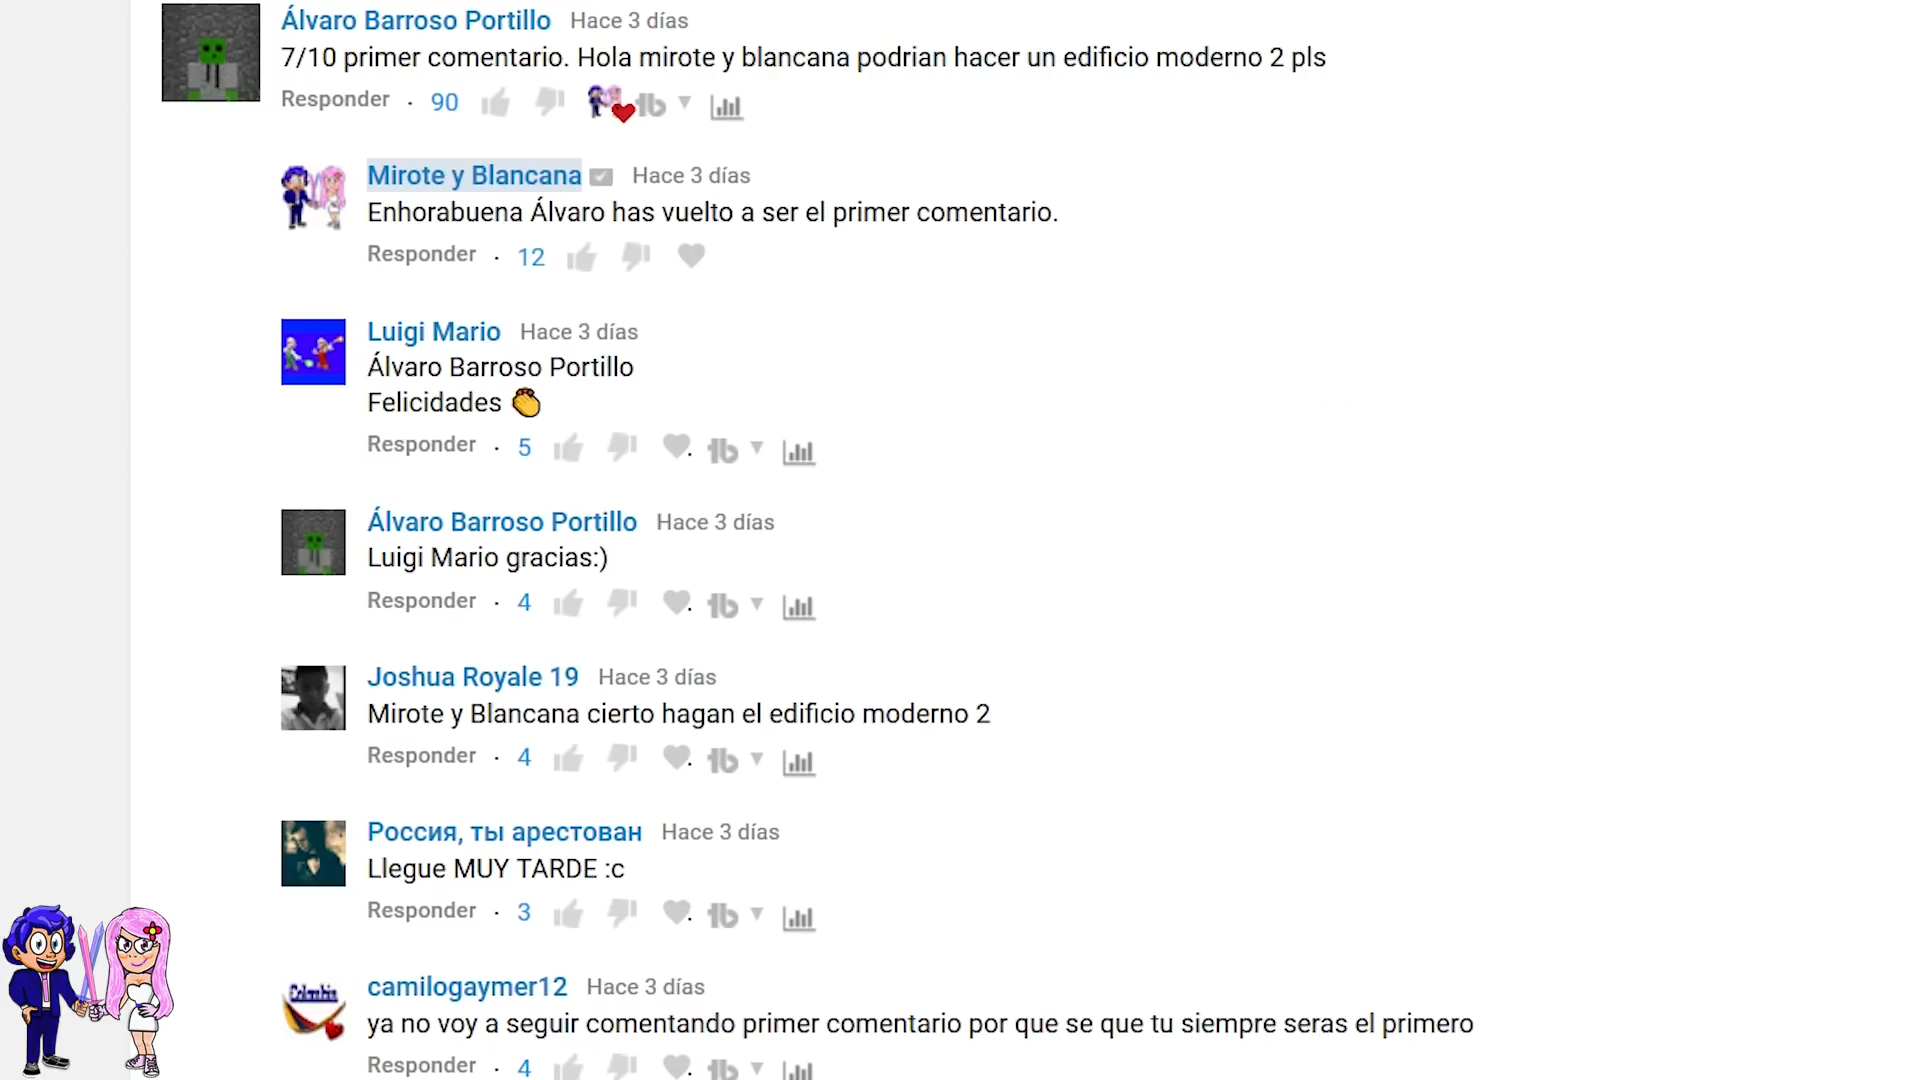 Álvaro Barroso Portillo Hace 3 días
7/10 primer comentario. Hola mirote y blancana podrian hacer un edificio moderno 2 pls
Responder · 90
Mirote y Blancana Hace 3 días
Enhorabuena Álvaro has vuelto a ser el primer comentario.
Responder · 12
Luigi Mario Hace 3 días
Álvaro Barroso Portillo
Felicidades 👏
Responder · 5
Álvaro Barroso Portillo Hace 3 días
Luigi Mario gracias:)
Responder · 4
Joshua Royale 19 Hace 3 días
Mirote y Blancana cierto hagan el edificio moderno 2
Responder · 4
Россия, ты арестован Hace 3 días
Llegue MUY TARDE :c
Responder · 3
Colombia
camilogaymer12 Hace 3 días
ya no voy a seguir comentando primer comentario por que se que tu siempre seras el primero
Responder · 4